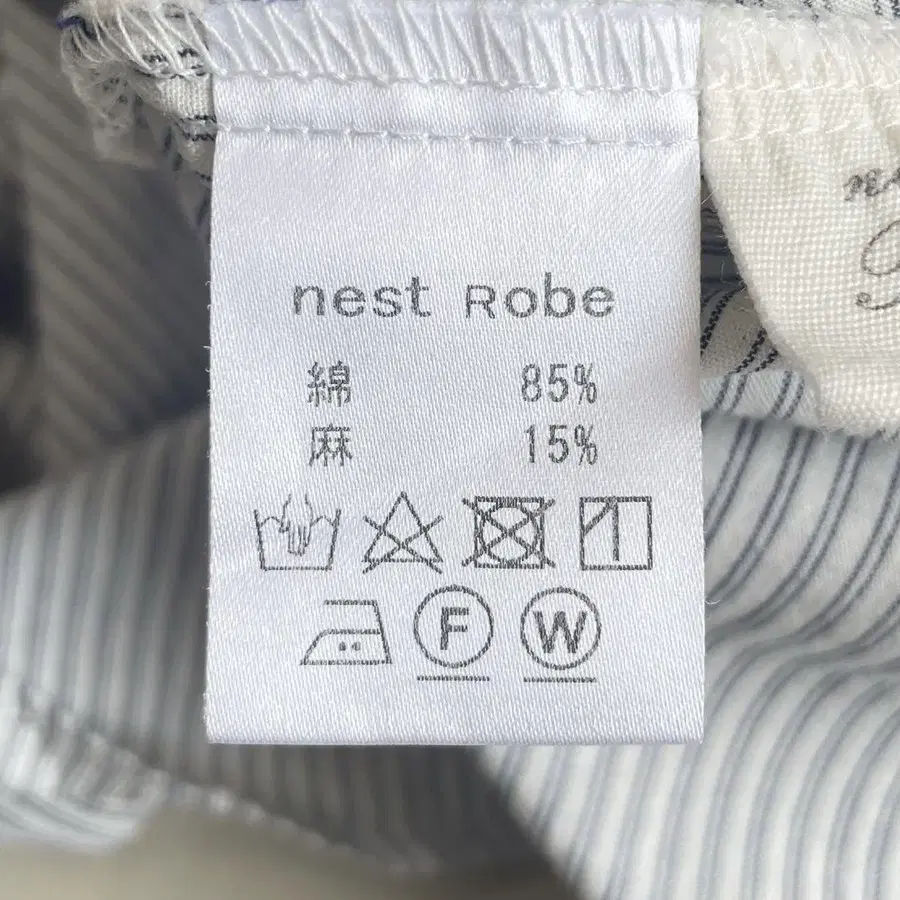 nest Robe
綿 85%
麻 15%
F W